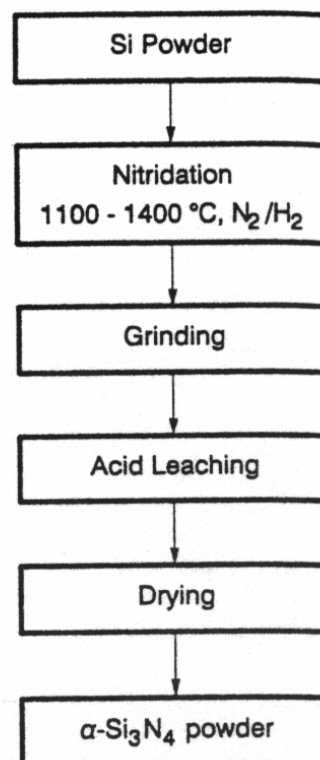 Si Powder
Nitridation
1100 - 1400 °C, N₂/H₂
Grinding
Acid Leaching
Drying
α-Si₃N₄ powder